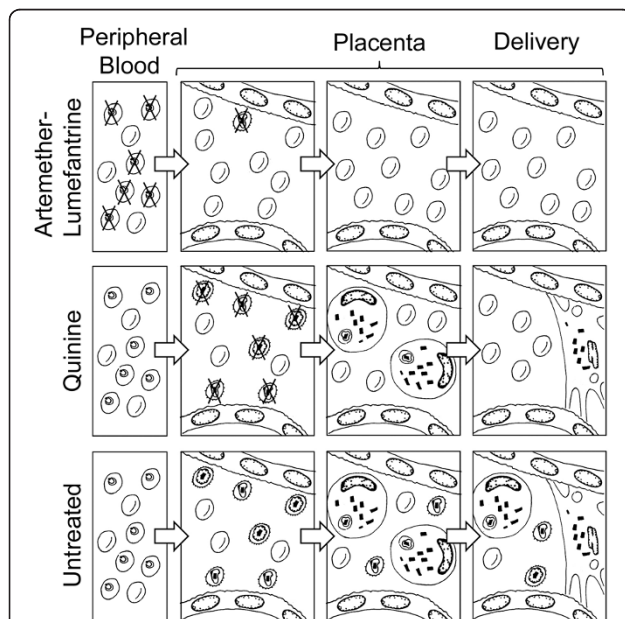 Peripheral
Blood
Placenta
Delivery
Artemether-
Lumefantrine
Quinine
Untreated